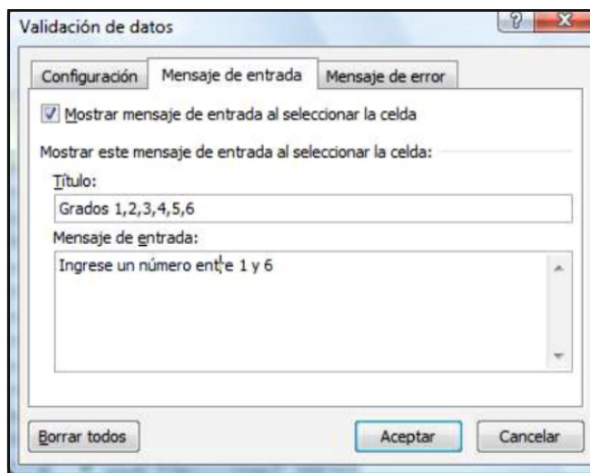 Validación de datos
Configuración
Mensaje de entrada
Mensaje de error
Mostrar mensaje de entrada al seleccionar la celda
Mostrar este mensaje de entrada al seleccionar la celda:
Título:
Grados 1,2,3,4,5,6
Mensaje de entrada:
Ingrese un número entre 1 y 6
Borrar todos
Aceptar
Cancelar